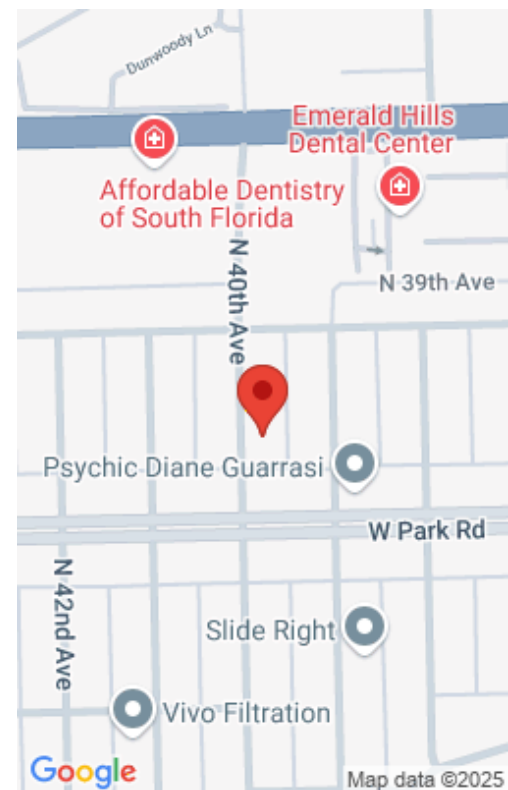 Dunwoody Ln
Emerald Hills
Dental Center
Affordable Dentistry
of South Florida
N 40th Ave
N 39th Ave
Psychic Diane Guarrasi
W Park Rd
N 42nd Ave
Slide Right
Vivo Filtration
Google
Map data ©2025